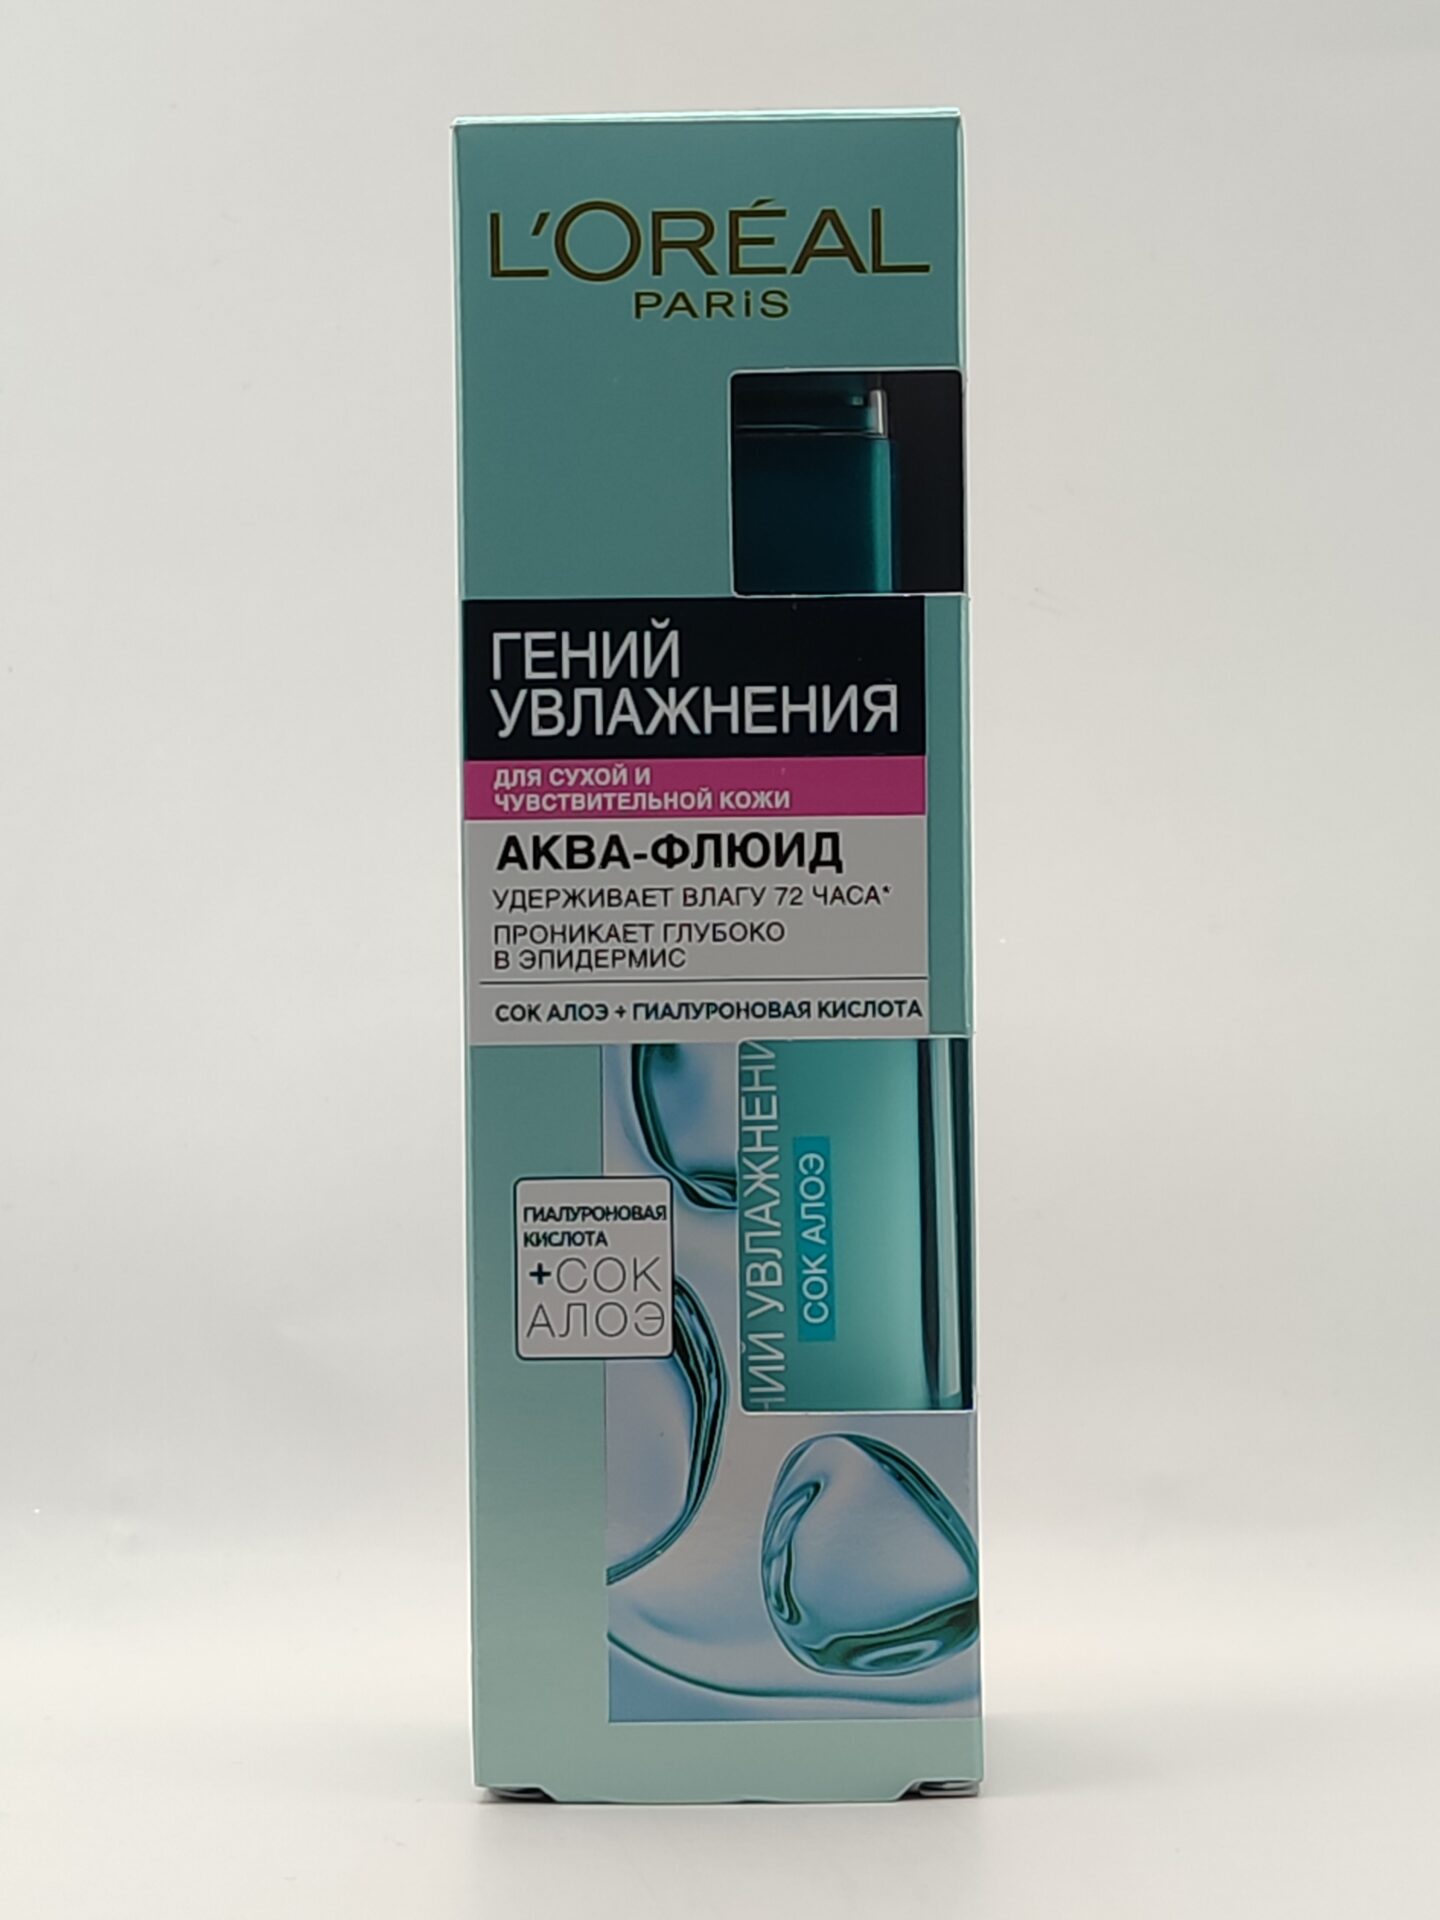 L'ORÉAL
PARiS
ГЕНИЙ
УВЛАЖНЕНИЯ
ДЛЯ СУХОЙ И
ЧУВСТВИТЕЛЬНОЙ КОЖИ
АКВА-ФЛЮИД
УДЕРЖИВАЕТ ВЛАГУ 72 ЧАСА*
ПРОНИКАЕТ ГЛУБОКО
В ЭПИДЕРМИС
СОК АЛОЭ + ГИАЛУРОНОВАЯ КИСЛОТА
ГИАЛУРОНОВАЯ
КИСЛОТА
+СОК
АЛОЭ
СОК АЛОЭ